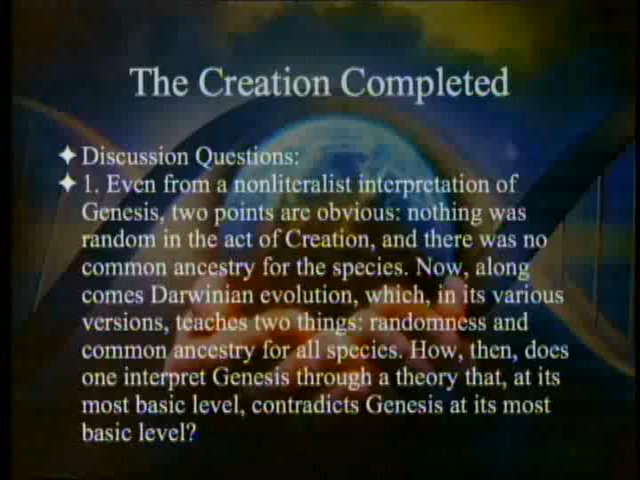 The Creation Completed
✦ Discussion Questions:
✦ 1. Even from a nonliteralist interpretation of
Genesis, two points are obvious: nothing was
random in the act of Creation, and there was no
common ancestry for the species. Now, along
comes Darwinian evolution, which, in its various
versions, teaches two things: randomness and
common ancestry for all species. How, then, does
one interpret Genesis through a theory that, at its
most basic level, contradicts Genesis at its most
basic level?